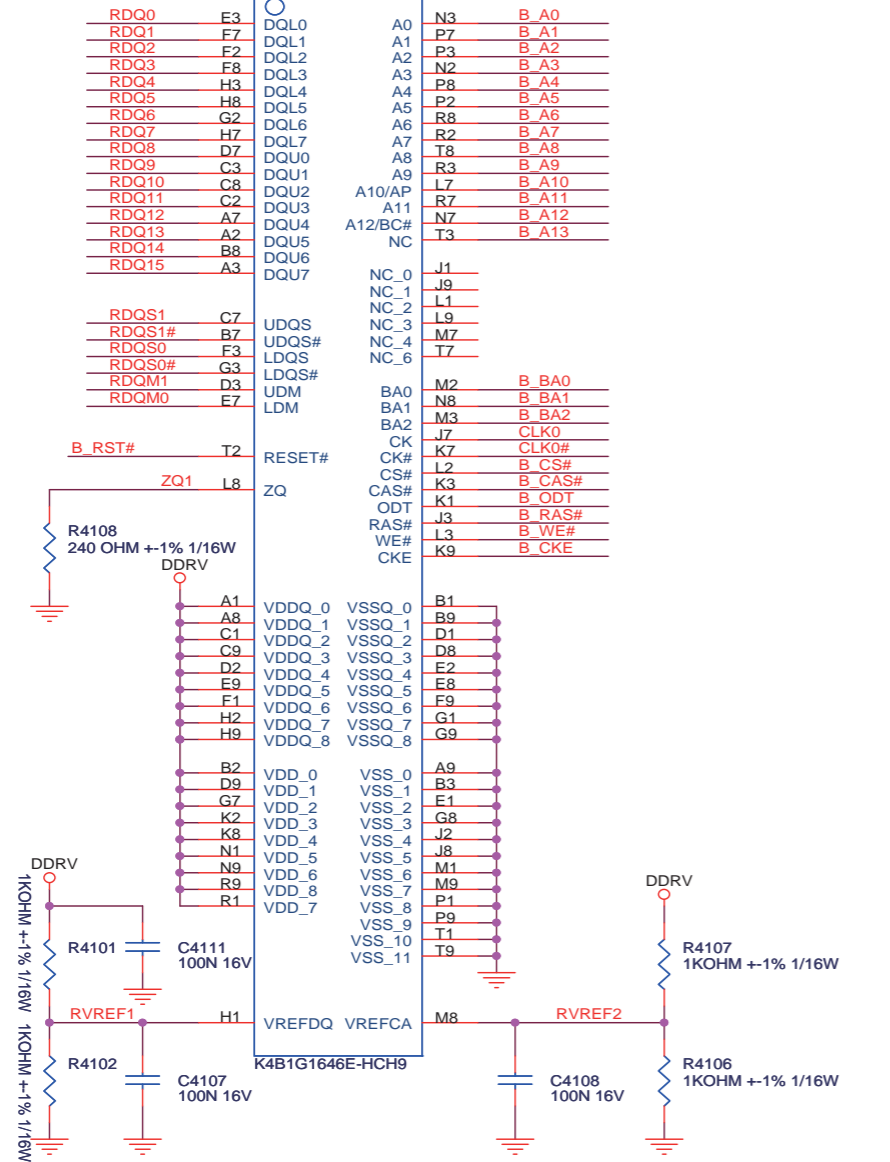 RDQ0 E3 DQL0 A0 N3 B_A0
RDQ1 F7 DQL1 A1 P7 B_A1
RDQ2 F2 DQL2 A2 P3 B_A2
RDQ3 F8 DQL3 A3 N2 B_A3
RDQ4 H3 DQL4 A4 P8 B_A4
RDQ5 H8 DQL5 A5 P2 B_A5
RDQ6 G2 DQL6 A6 R8 B_A6
RDQ7 H7 DQL7 A7 R2 B_A7
RDQ8 D7 DQU0 A8 T8 B_A8
RDQ9 C3 DQU1 A9 R3 B_A9
RDQ10 C8 DQU2 A10/AP L7 B_A10
RDQ11 C2 DQU3 A11 R7 B_A11
RDQ12 A7 DQU4 A12/BC# N7 B_A12
RDQ13 A2 DQU5 NC T3 B_A13
RDQ14 B8 DQU6
RDQ15 A3 DQU7 NC_0 J1
NC_1 J9
NC_2 L1
RDQS1 C7 UDQS NC_3 L9
RDQS1# B7 UDQS# NC_4 M7
RDQS0 F3 LDQS NC_6 T7
RDQS0# G3 LDQS#
RDQM1 D3 UDM BA0 M2 B_BA0
RDQM0 E7 LDM BA1 N8 B_BA1
BA2 M3 B_BA2
CK J7 CLK0
B_RST# T2 RESET# CK# K7 CLK0#
CS# L2 B_CS#
ZQ1 L8 ZQ CAS# K3 B_CAS#
ODT K1 B_ODT
RAS# J3 B_RAS#
WE# L3 B_WE#
CKE K9 B_CKE
R4108
240 OHM +-1% 1/16W
DDRV
A1 VDDQ_0 VSSQ_0 B1
A8 VDDQ_1 VSSQ_1 B9
C1 VDDQ_2 VSSQ_2 D1
C9 VDDQ_3 VSSQ_3 D8
D2 VDDQ_4 VSSQ_4 E2
E9 VDDQ_5 VSSQ_5 E8
F1 VDDQ_6 VSSQ_6 F9
H2 VDDQ_7 VSSQ_7 G1
H9 VDDQ_8 VSSQ_8 G9
B2 VDD_0 VSS_0 A9
D9 VDD_1 VSS_1 B3
G7 VDD_2 VSS_2 E1
K2 VDD_3 VSS_3 G8
K8 VDD_4 VSS_4 J2
N1 VDD_5 VSS_5 J8
N9 VDD_6 VSS_6 M1
R9 VDD_8 VSS_7 M9
R1 VDD_7 VSS_8 P1
VSS_9 P9
VSS_10 T1
VSS_11 T9
DDRV
1KOHM +-1% 1/16W
R4101
C4111
100N 16V
DDRV
R4107
1KOHM +-1% 1/16W
RVREF1 H1 VREFDQ VREFCA M8 RVREF2
1KOHM +-1% 1/16W
R4102
C4107
100N 16V
K4B1G1646E-HCH9
C4108
100N 16V
R4106
1KOHM +-1% 1/16W